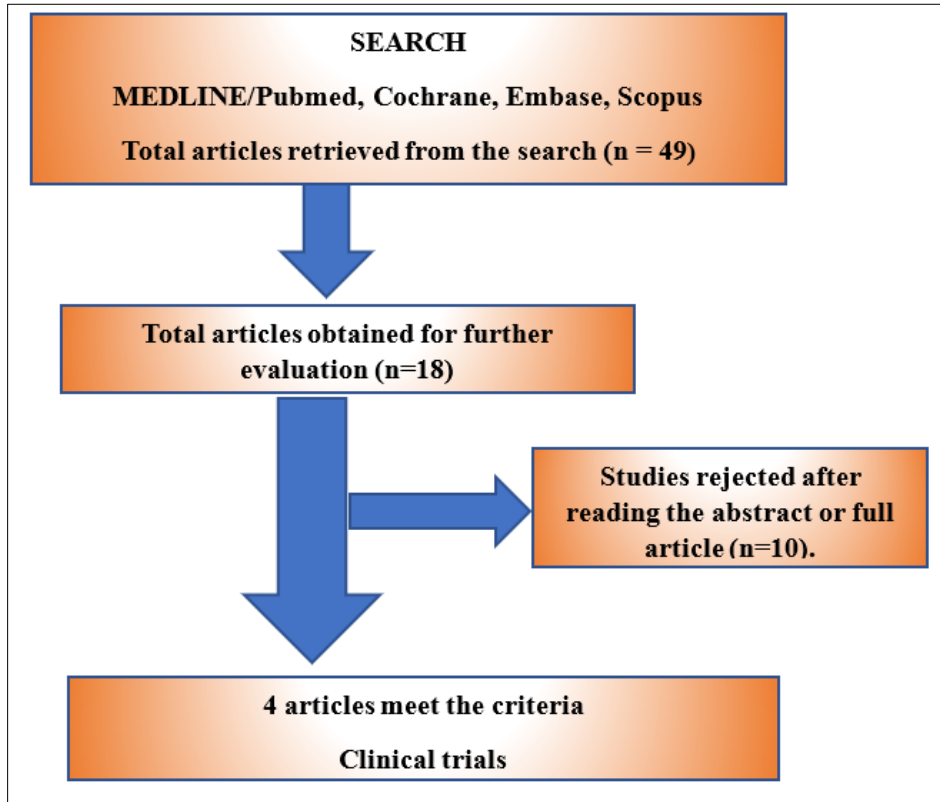 SEARCH
MEDLINE/Pubmed, Cochrane, Embase, Scopus
Total articles retrieved from the search (n = 49)
Total articles obtained for further
evaluation (n=18)
Studies rejected after
reading the abstract or full
article (n=10).
4 articles meet the criteria
Clinical trials